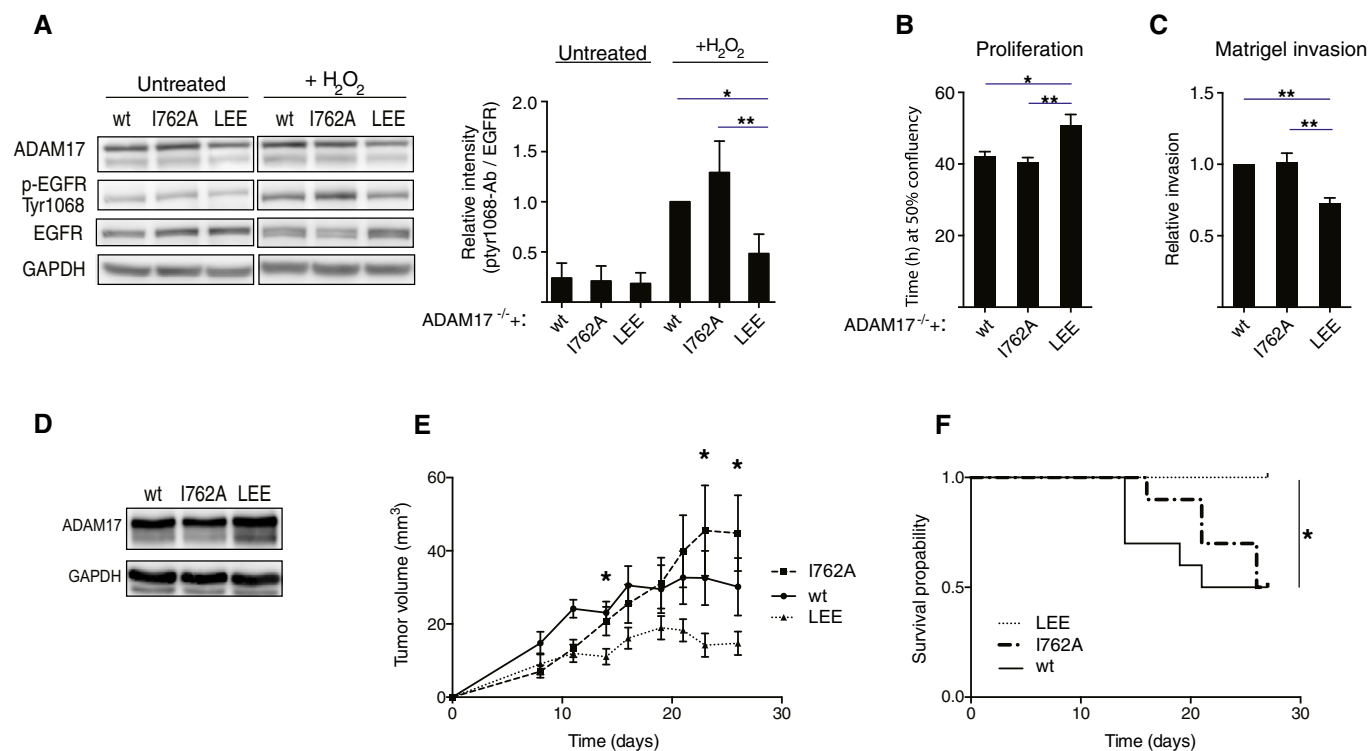 A
Untreated
+ H2O2
wt I762A LEE wt I762A LEE
ADAM17
p-EGFR
Tyr1068
EGFR
GAPDH
Untreated
+H2O2
Relative intensity
(ptyr1068-Ab / EGFR)
2.0
1.5
1.0
0.5
*
**
ADAM17 -/-+:
wt I762A LEE wt I762A LEE
B
Proliferation
Time (h) at 50% confluency
60
40
20
*
**
ADAM17 -/-+:
wt I762A LEE
C
Matrigel invasion
Relative invasion
1.5
1.0
0.5
**
**
wt I762A LEE
D
wt I762A LEE
ADAM17
GAPDH
E
Tumor volume (mm3)
60
40
20
0
*
*
*
0 10 20 30
Time (days)
I762A
wt
LEE
F
Survival propability
1.0
0.5
0.0
LEE
I762A
wt
*
0 10 20 30
Time (days)